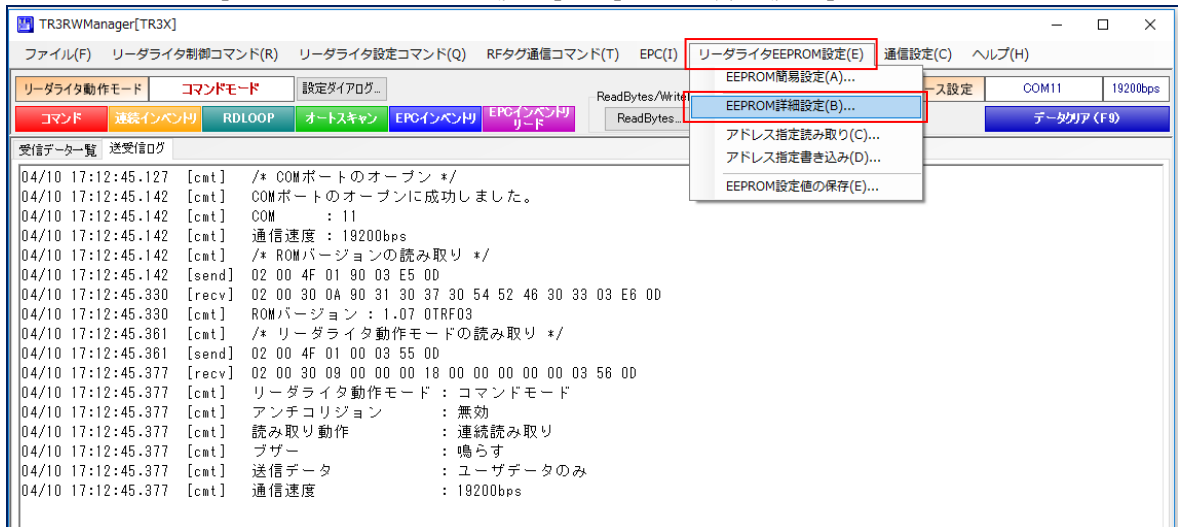 TR3RWManager[TR3X]
ファイル(F) リーダライタ制御コマンド(R) リーダライタ設定コマンド(Q) RFタグ通信コマンド(T) EPC(I) リーダライタEEPROM設定(E) 通信設定(C) ヘルプ(H)
リーダライタ動作モード コマンドモード 設定ダイアログ... ース設定 COM11 19200bps
ReadBytes/Write
コマンド 連続インベントリ RDLOOP オートスキャン EPCインベントリ EPCインベントリリード ReadBytes... データクリア (F9)
EEPROM簡易設定(A)...
EEPROM詳細設定(B)...
アドレス指定読み取り(C)...
アドレス指定書き込み(D)...
EEPROM設定値の保存(E)...
受信データ一覧 送受信ログ
04/10 17:12:45.127 [cmt] /* COMポートのオープン */
04/10 17:12:45.142 [cmt] COMポートのオープンに成功しました。
04/10 17:12:45.142 [cmt] COM : 11
04/10 17:12:45.142 [cmt] 通信速度 : 19200bps
04/10 17:12:45.142 [cmt] /* ROMバージョンの読み取り */
04/10 17:12:45.142 [send] 02 00 4F 01 90 03 E5 0D
04/10 17:12:45.330 [recv] 02 00 30 0A 90 31 30 37 30 54 52 46 30 33 03 E6 0D
04/10 17:12:45.330 [cmt] ROMバージョン : 1.07 0TRF03
04/10 17:12:45.361 [cmt] /* リーダライタ動作モードの読み取り */
04/10 17:12:45.361 [send] 02 00 4F 01 00 03 55 0D
04/10 17:12:45.377 [recv] 02 00 30 09 00 00 00 18 00 00 00 00 00 03 56 0D
04/10 17:12:45.377 [cmt] リーダライタ動作モード : コマンドモード
04/10 17:12:45.377 [cmt] アンチコリジョン : 無効
04/10 17:12:45.377 [cmt] 読み取り動作 : 連続読み取り
04/10 17:12:45.377 [cmt] ブザー : 鳴らす
04/10 17:12:45.377 [cmt] 送信データ : ユーザデータのみ
04/10 17:12:45.377 [cmt] 通信速度 : 19200bps